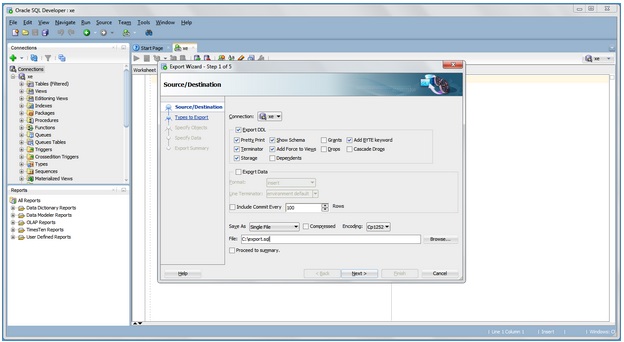 Oracle SQL Developer : xe
File Edit View Navigate Run Source Team Tools Window Help
Connections
Start Page
xe
xe
Worksheet
Connections
xe
Tables (Filtered)
Views
Editioning Views
Indexes
Packages
Procedures
Functions
Queues
Queues Tables
Triggers
Crossedition Triggers
Types
Sequences
Materialized Views
Reports
All Reports
Data Dictionary Reports
Data Modeler Reports
OLAP Reports
TimesTen Reports
User Defined Reports
Export Wizard - Step 1 of 5
Source/Destination
Source/Destination
Types to Export
Specify Objects
Specify Data
Export Summary
Connection: xe
Export DDL
Pretty Print Show Schema Grants Add BYTE keyword
Terminator Add Force to Views Drops Cascade Drops
Storage Dependents
Export Data
Format: insert
Line Terminator: environment default
Include Commit Every 100 Rows
Save As Single File Compressed Encoding: Cp1252
File: C:\export.sql Browse...
Proceed to summary.
Help < Back Next > Finish Cancel
Line Column Insert Windows: C